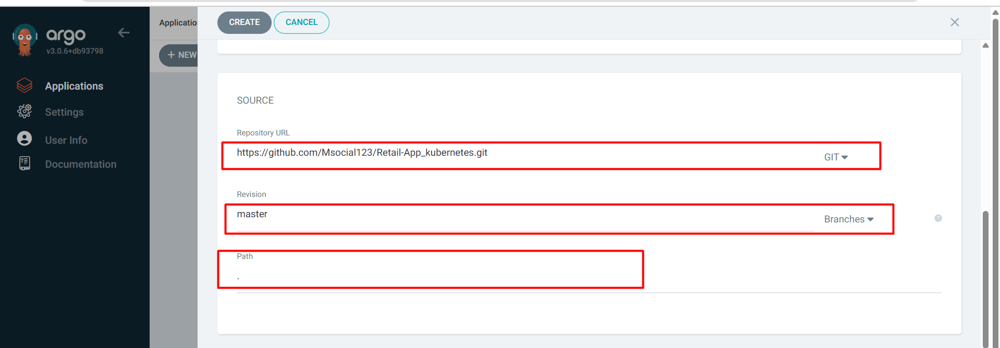 argo
v3.0.6+db93798
Applications
Settings
User Info
Documentation
Applicatio
+ NEW
CREATE
CANCEL
SOURCE
Repository URL
https://github.com/Msocial123/Retail-App_kubernetes.git
GIT
Revision
master
Branches
?
Path
.